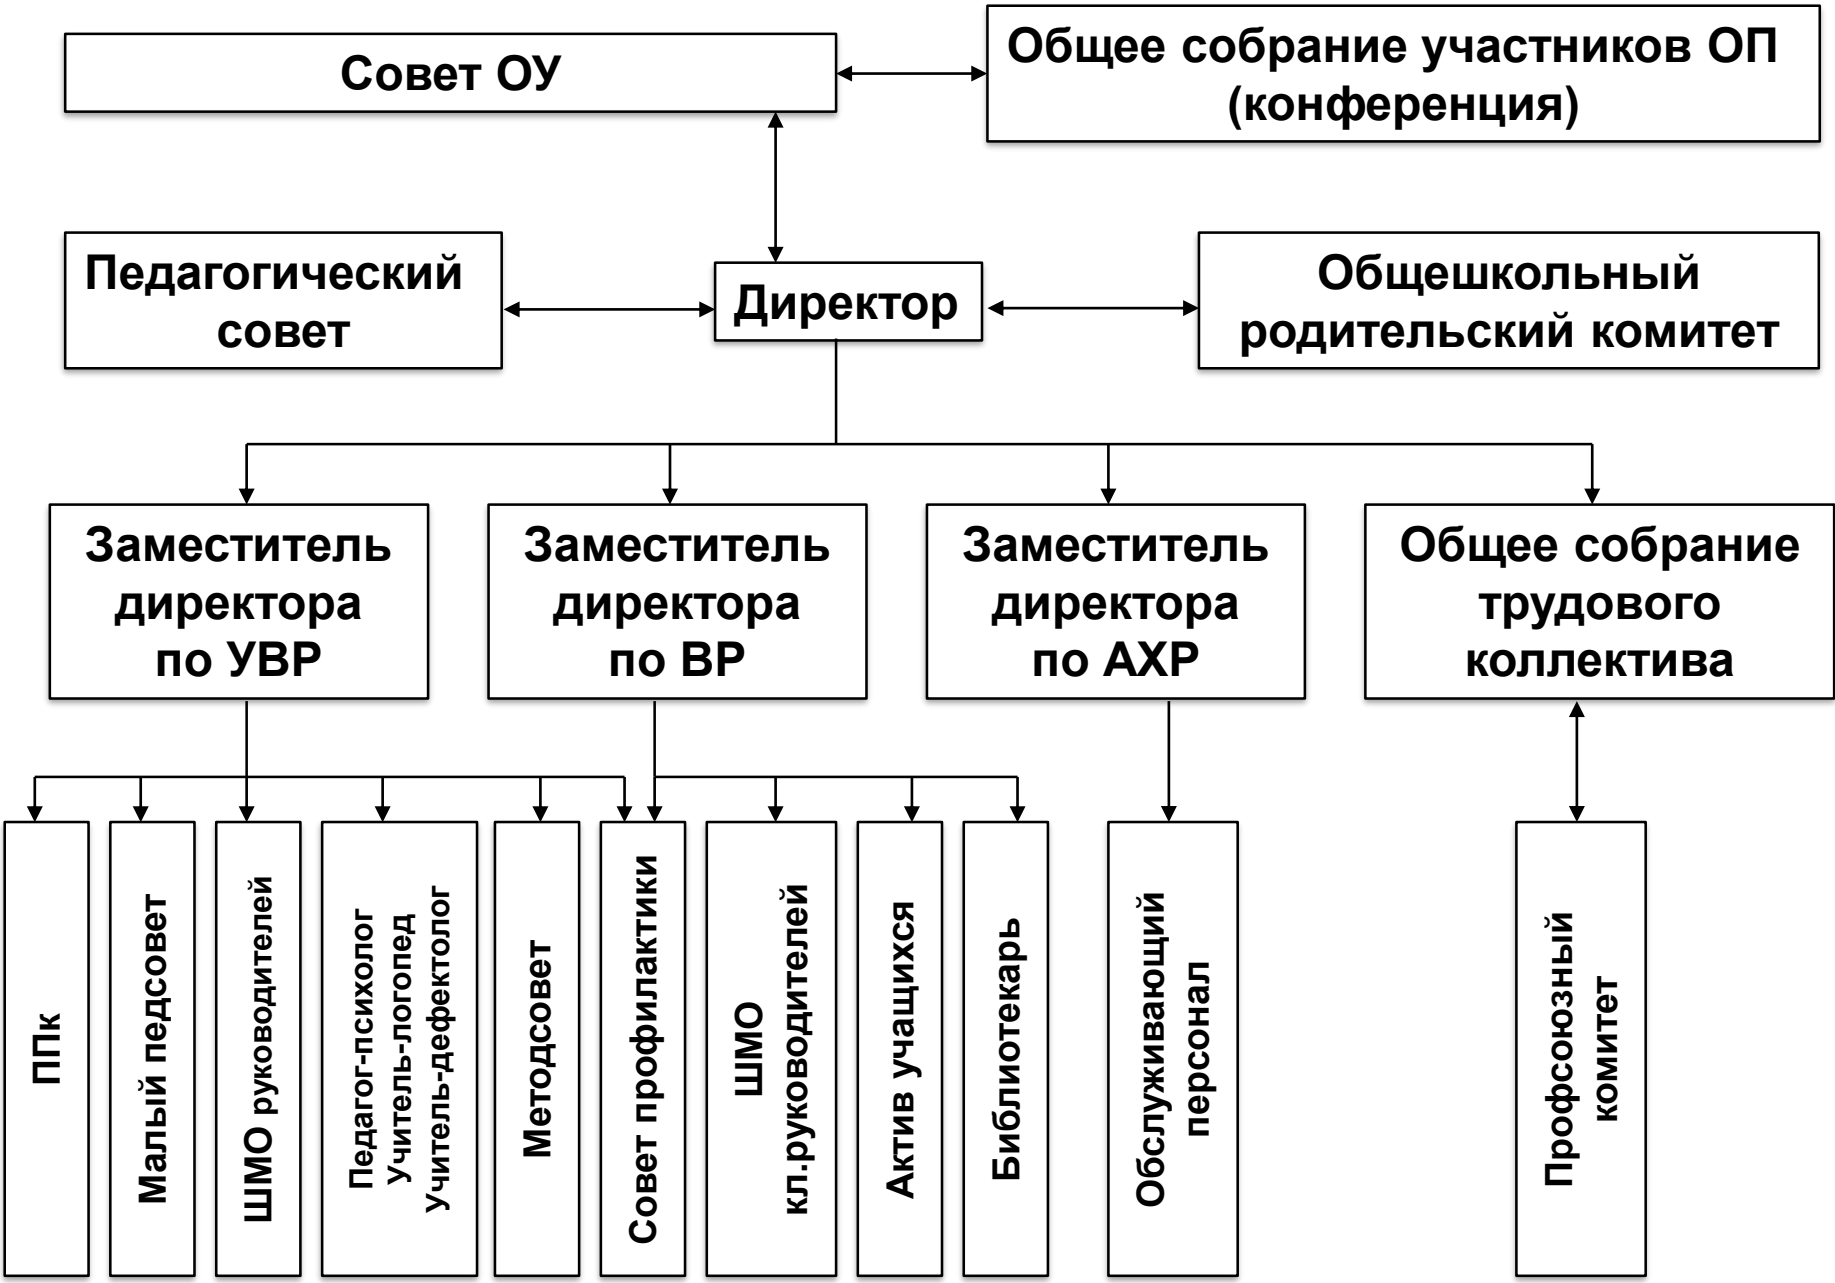 Совет ОУ
Общее собрание участников ОП
(конференция)
Педагогический
совет
Директор
Общешкольный
родительский комитет
Заместитель
директора
по УВР
Заместитель
директора
по ВР
Заместитель
директора
по АХР
Общее собрание
трудового
коллектива
ППк
Малый педсовет
ШМО руководителей
Педагог-психолог
Учитель-логопед
Учитель-дефектолог
Методсовет
Совет профилактики
ШМО
кл.руководителей
Актив учащихся
Библиотекарь
Обслуживающий
персонал
Профсоюзный
комитет